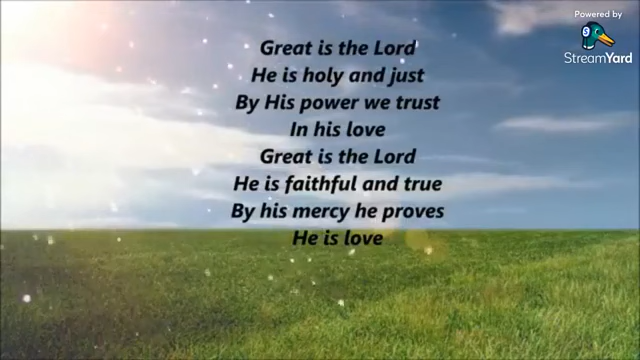 Powered by
StreamYard
Great is the Lord
He is holy and just
By His power we trust
In his love
Great is the Lord
He is faithful and true
By his mercy he proves
He is love